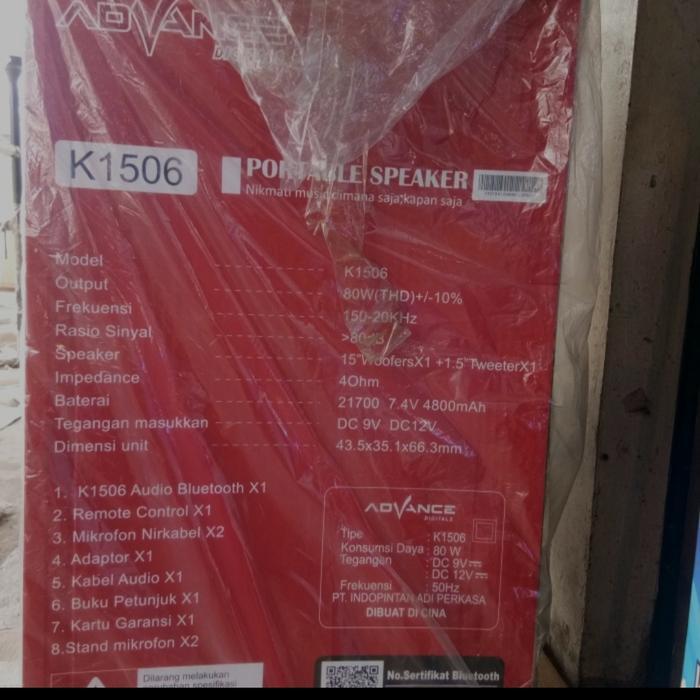 ADVANCE
K1506
PORTABLE SPEAKER
Nikmati music dimana saja,kapan saja
Model K1506
Output 80W(THD)+/-10%
Frekuensi 150-20KHz
Rasio Sinyal
Speaker 15"WoofersX1 +1.5"TweeterX1
Impedance 4Ohm
Baterai 21700 7.4V 4800mAh
Tegangan masukkan DC 9V DC12V
Dimensi unit 43.5x35.1x66.3mm
1. K1506 Audio Bluetooth X1
2. Remote Control X1
3. Mikrofon Nirkabel X2
4. Adaptor X1
5. Kabel Audio X1
6. Buku Petunjuk X1
7. Kartu Garansi X1
8.Stand mikrofon X2
ADVANCE
DIGITALS
Tipe : K1506
Konsumsi Daya : 80 W
Tegangan : DC 9V
: DC 12V
Frekuensi : 50Hz
PT. INDOPINTAN ADI PERKASA
DIBUAT DI CINA
Dilarang melakukan
perubahan spesifikasi
No.Sertifikat Bluetooth